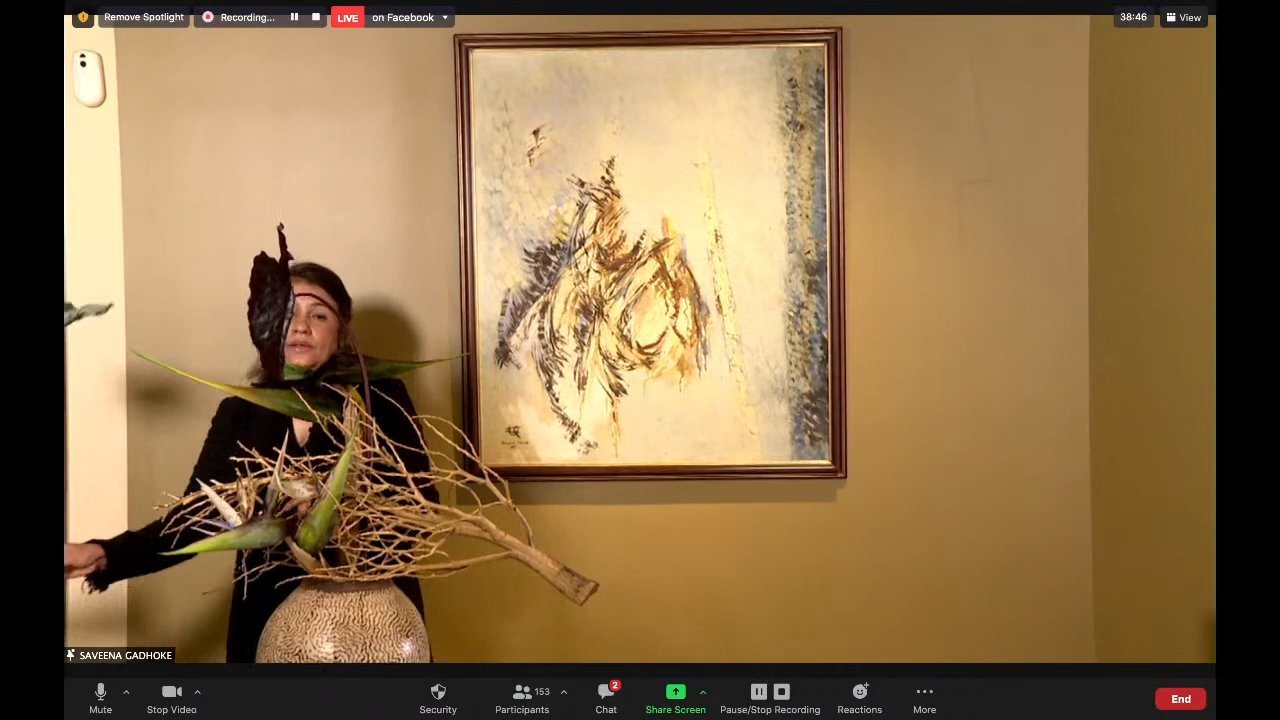 Remove Spotlight
Recording...
LIVE
on Facebook
38:46
View
SAVEENA GADHOKE
Mute
Stop Video
Security
153
Participants
2
Chat
Share Screen
Pause/Stop Recording
Reactions
More
End